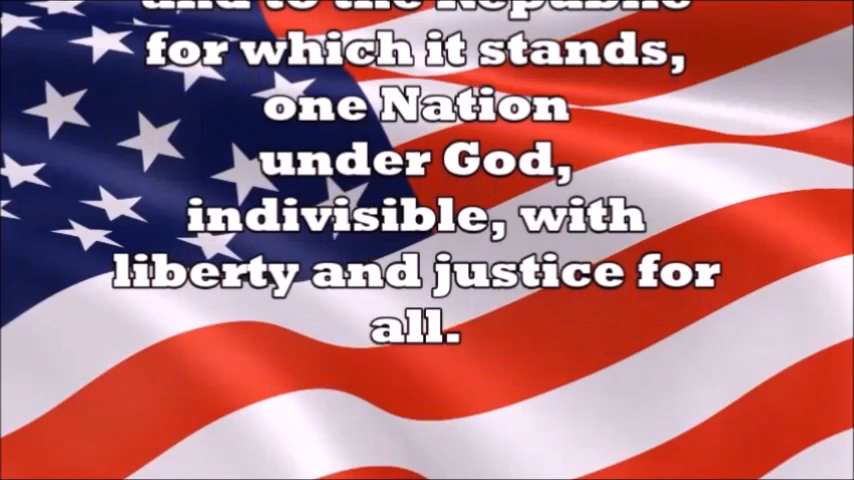 and to the Republic
for which it stands,
one Nation
under God,
indivisible, with
liberty and justice for
all.